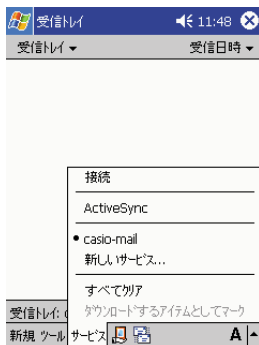 受信トレイ 11:48
受信トレイ 受信日時
接続
ActiveSync
casio-mail
新しいサービス...
すべてクリア
ダウンロードするアイテムとしてマーク
受信トレイ:
新規 ツール サービス A